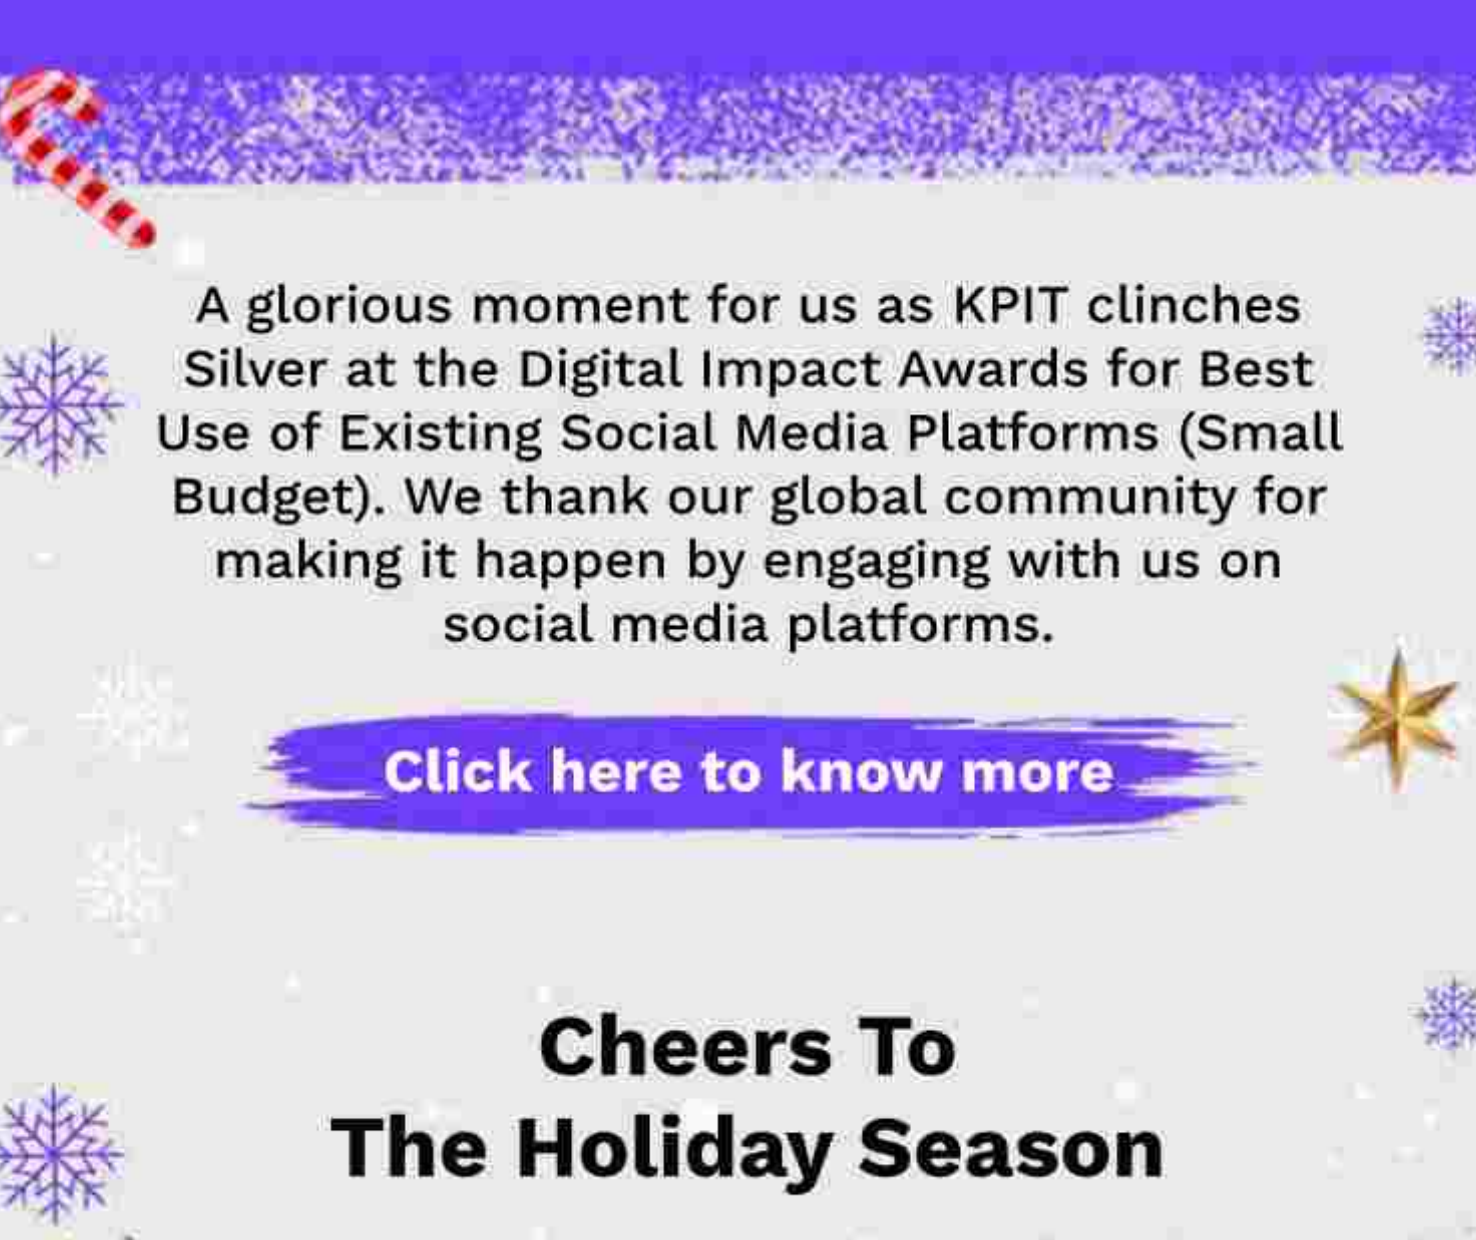 A glorious moment for us as KPIT clinches
Silver at the Digital Impact Awards for Best
Use of Existing Social Media Platforms (Small
Budget). We thank our global community for
making it happen by engaging with us on
social media platforms.
Click here to know more
Cheers To
The Holiday Season